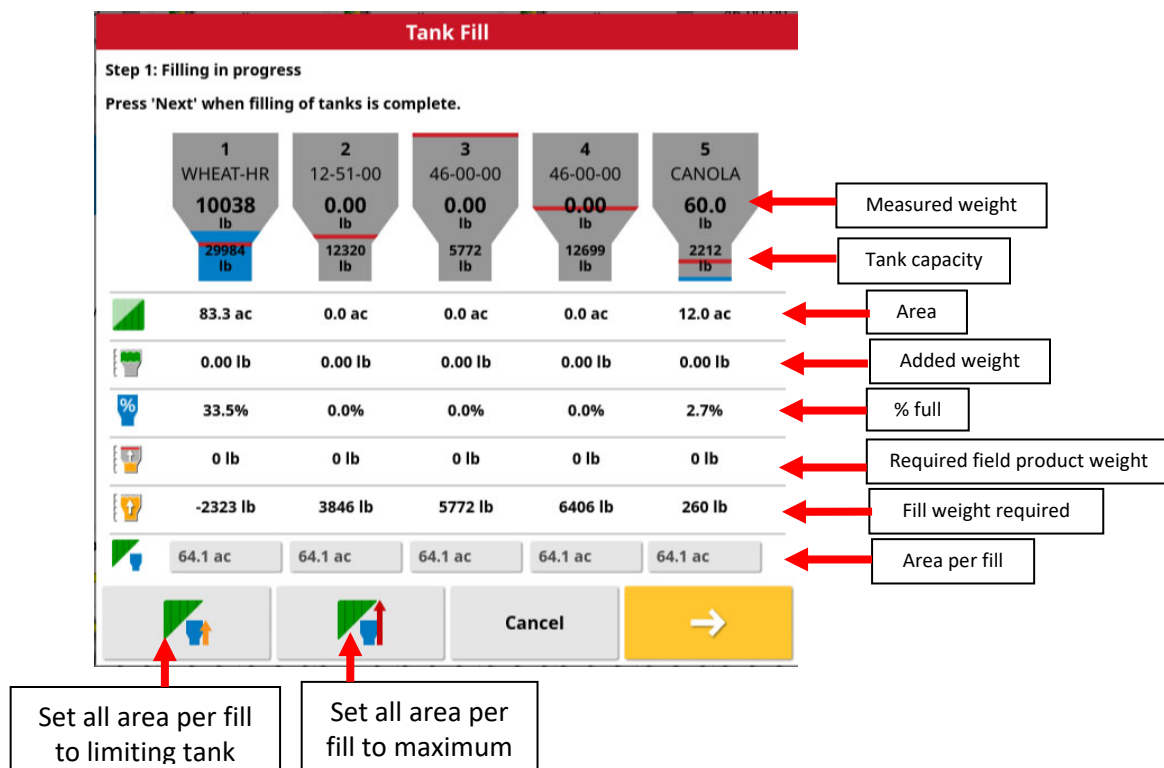 Tank Fill
Step 1: Filling in progress
Press 'Next' when filling of tanks is complete.
1 2 3 4 5
WHEAT-HR 12-51-00 46-00-00 46-00-00 CANOLA
10038 0.00 0.00 0.00 60.0
lb lb lb lb lb
Measured weight
29984 12320 5772 12699 2212
lb lb lb lb lb
Tank capacity
83.3 ac 0.0 ac 0.0 ac 0.0 ac 12.0 ac
Area
0.00 lb 0.00 lb 0.00 lb 0.00 lb 0.00 lb
Added weight
% 33.5% 0.0% 0.0% 0.0% 2.7%
% full
0 lb 0 lb 0 lb 0 lb 0 lb
Required field product weight
-2323 lb 3846 lb 5772 lb 6406 lb 260 lb
Fill weight required
64.1 ac 64.1 ac 64.1 ac 64.1 ac 64.1 ac
Area per fill
Cancel
Set all area per fill
to limiting tank
Set all area per
fill to maximum